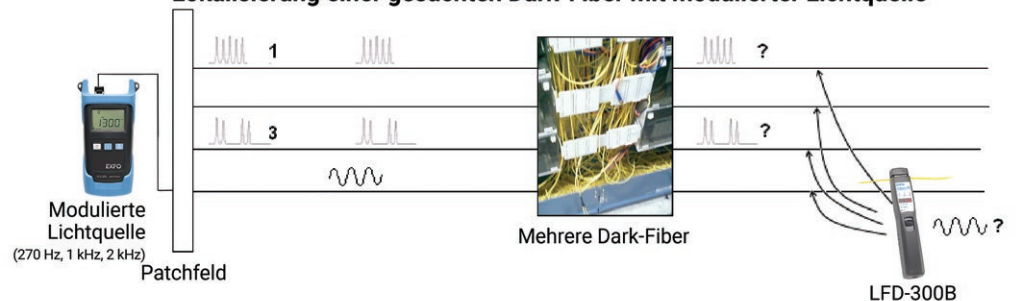 Lokalisierung einer gesuchten Dark-Fiber mit modulierter Lichtquelle
1
?
3
?
1300
EXFO
Modulierte
Lichtquelle
(270 Hz, 1 kHz, 2 kHz)
Patchfeld
Mehrere Dark-Fiber
?
LFD-300B